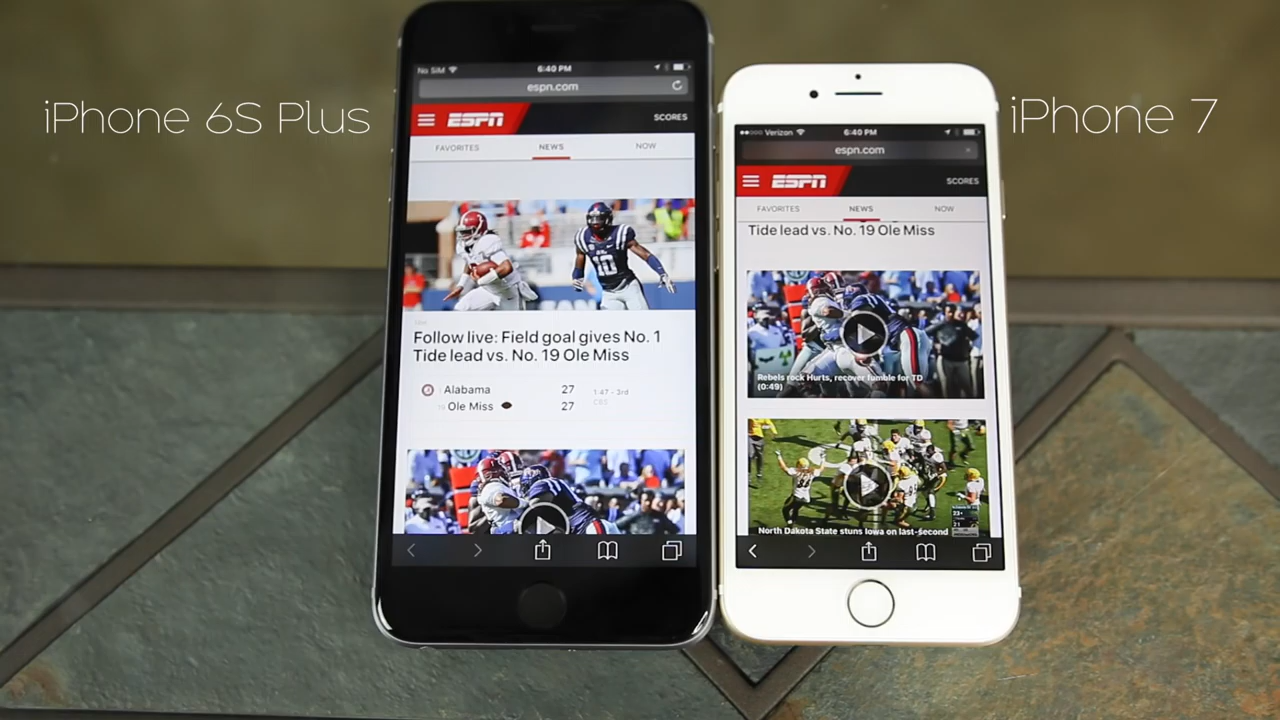 iPhone 6S Plus
No SIM 6:40 PM
espn.com
ESPN SCORES
FAVORITES NEWS NOW
10
Follow live: Field goal gives No. 1
Tide lead vs. No. 19 Ole Miss
Alabama 27 1:47 - 3rd
19 Ole Miss 27 CBS
iPhone 7
Verizon 6:40 PM
espn.com
ESPN SCORES
FAVORITES NEWS NOW
Tide lead vs. No. 19 Ole Miss
Rebels rock Hurts, recover fumble for TD
(0:49)
North Dakota State stuns Iowa on last-second